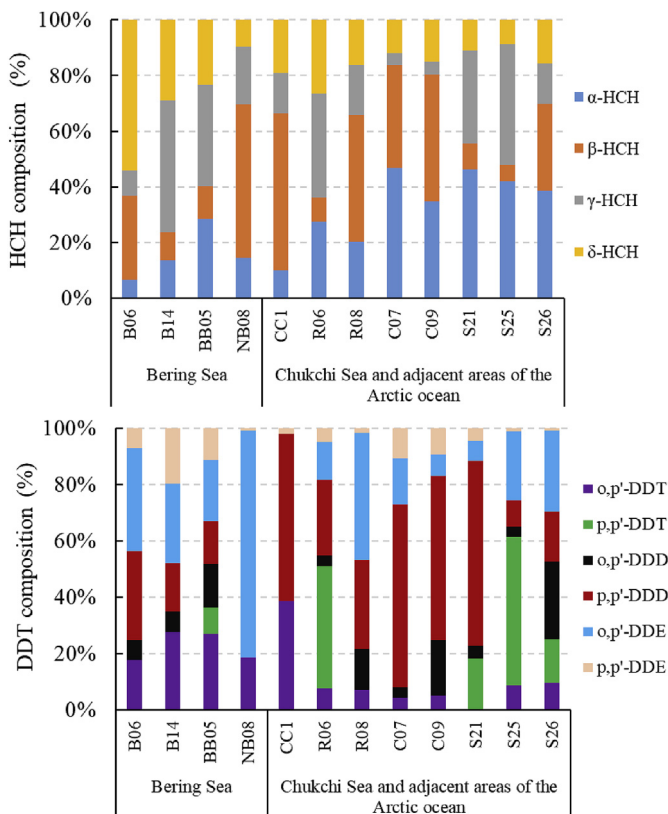 HCH composition (%)
100%
80%
60%
40%
20%
0%
B06
B14
BB05
NB08
CC1
R06
R08
C07
C09
S21
S25
S26
Bering Sea
Chukchi Sea and adjacent areas of the
Arctic ocean
α-HCH
β-HCH
γ-HCH
δ-HCH
DDT composition (%)
100%
80%
60%
40%
20%
0%
B06
B14
BB05
NB08
CC1
R06
R08
C07
C09
S21
S25
S26
Bering Sea
Chukchi Sea and adjacent areas of the
Arctic ocean
o,p'-DDT
p,p'-DDT
o,p'-DDD
p,p'-DDD
o,p'-DDE
p,p'-DDE